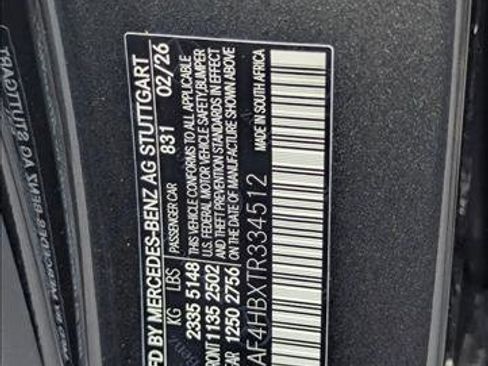 MFD BY MERCEDES-BENZ AG STUTTGART
PASSENGER CAR 831 02/26
KG LBS
2335 5148
FRONT 1135 2502
REAR 1250 2756
THIS VEHICLE CONFORMS TO ALL APPLICABLE
U.S. FEDERAL MOTOR VEHICLE SAFETY, BUMPER
AND THEFT PREVENTION STANDARDS IN EFFECT
ON THE DATE OF MANUFACTURE SHOWN ABOVE
MADE IN SOUTH AFRICA
AF4HBXTR334512